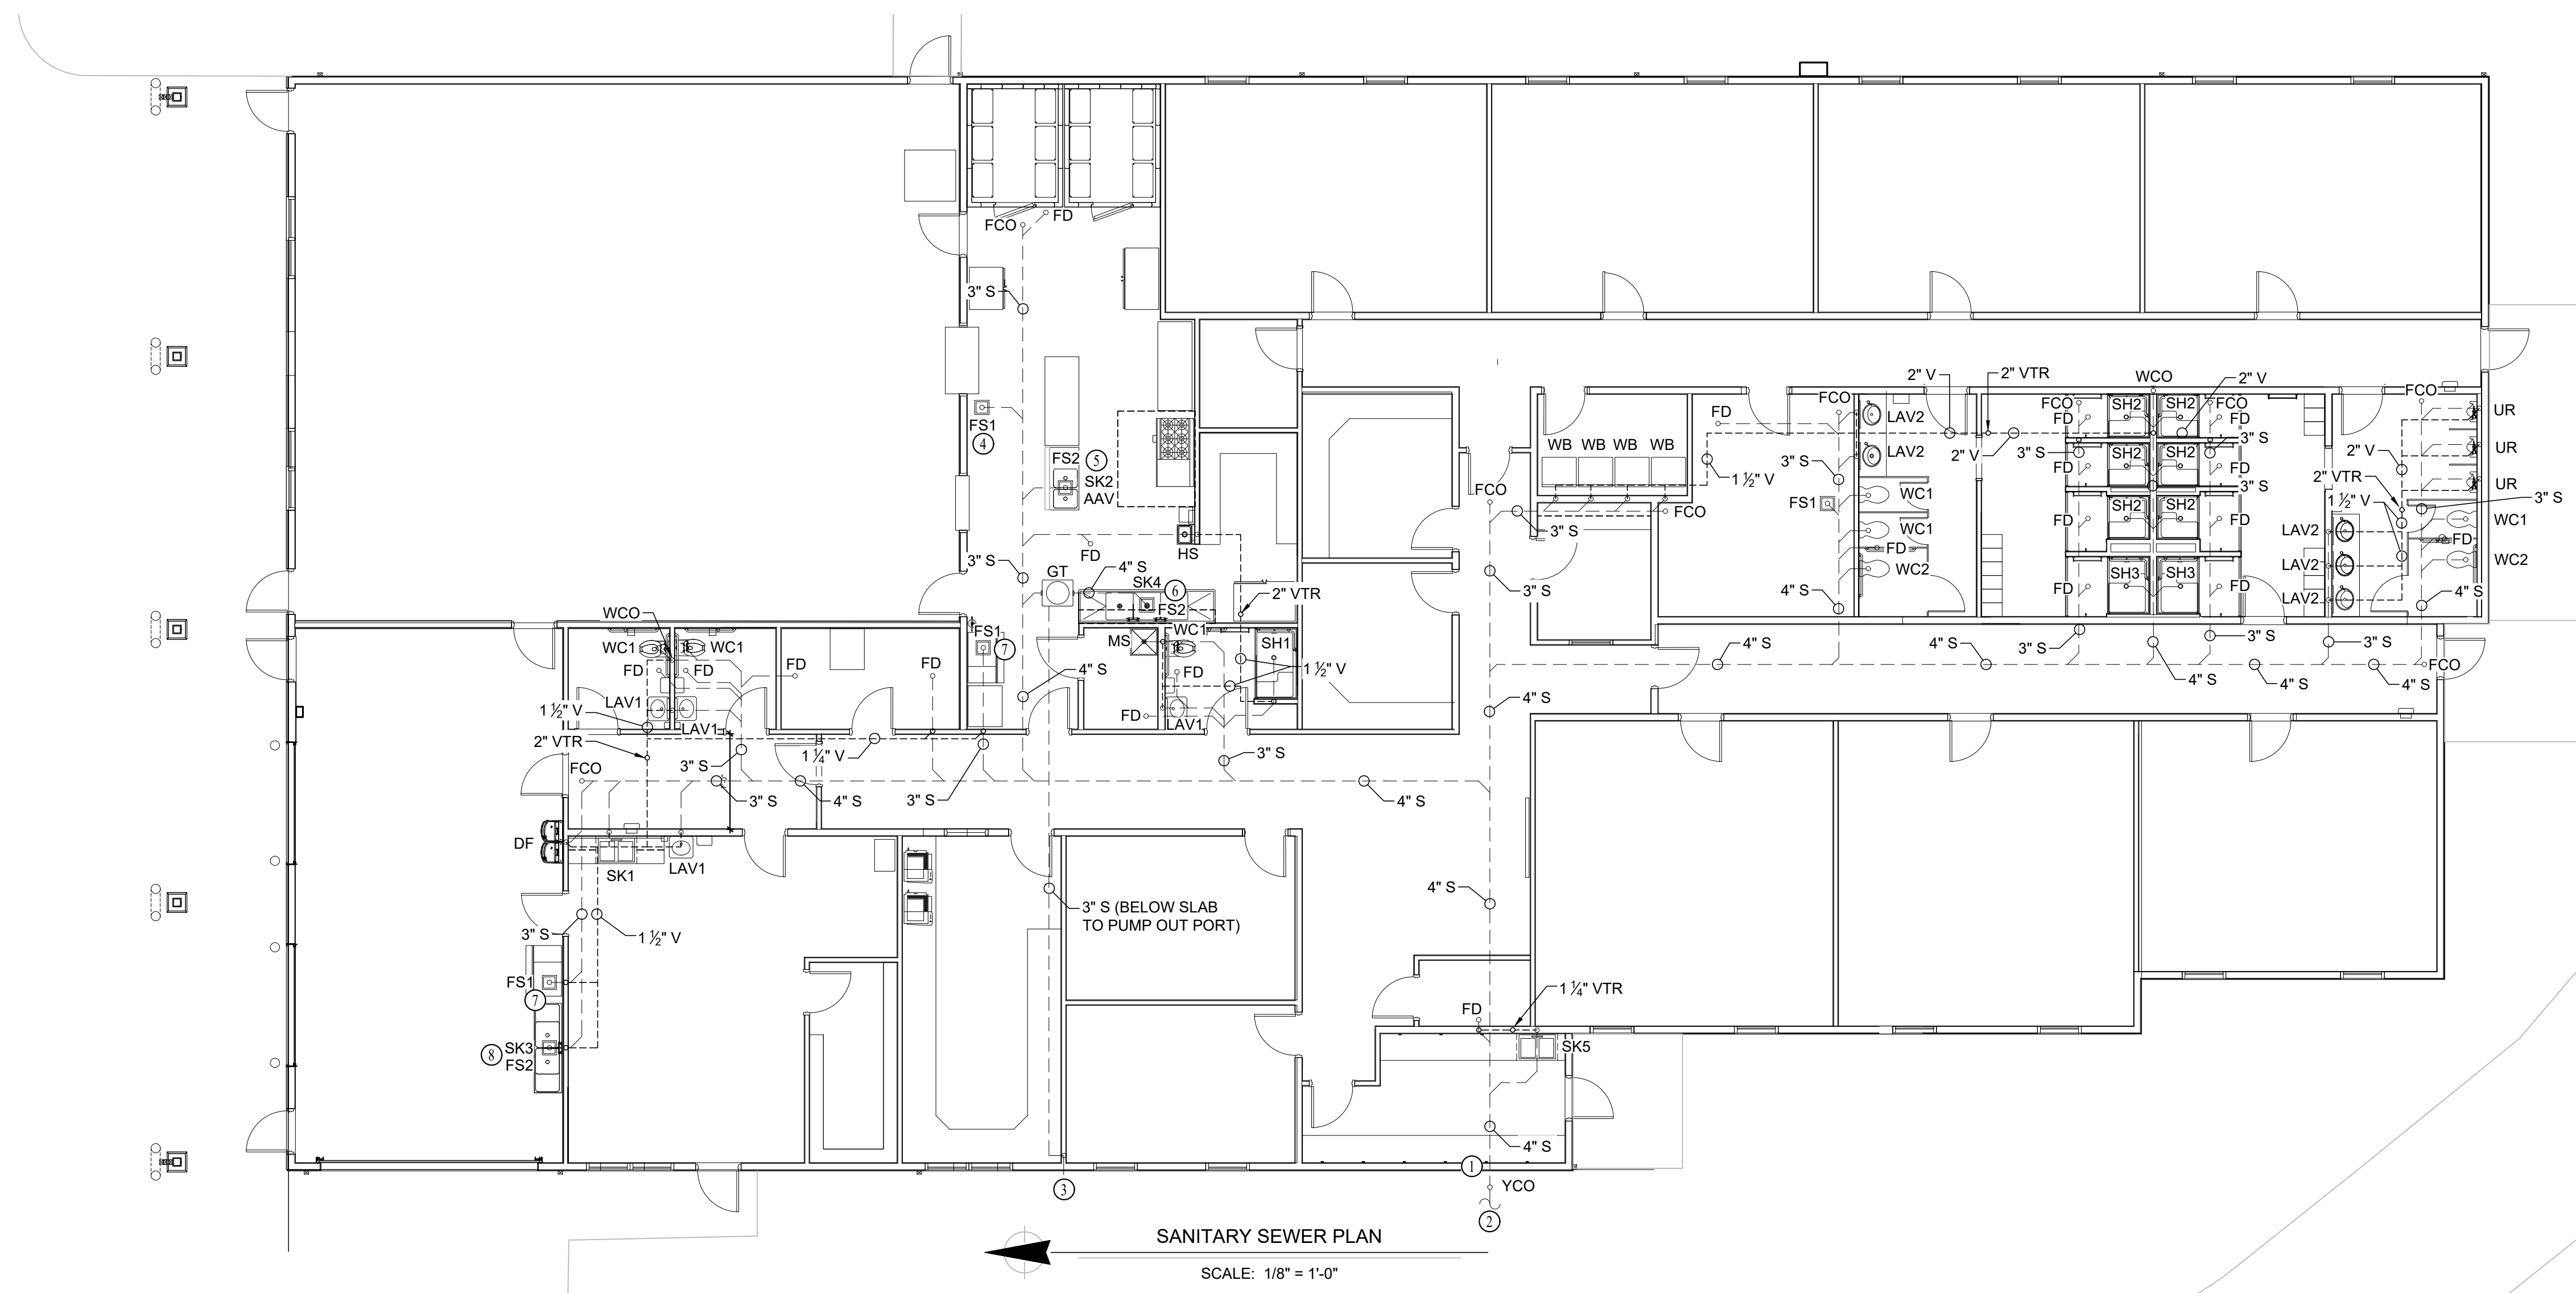 FCO
FD
3" S
FS1
4
FS2
5
SK2
AAV
3" S
FD
HS
GT
4" S
SK4
6
FS2
2" VTR
WCO
WC1
WC1
FD
FD
FD
FD
FS1
7
MS
WC1
SH1
FD
FD
LAV1
1 ½" V
4" S
LAV1
LAV1
1 ½" V
2" VTR
FCO
3" S
3" S
1 ¼" V
4" S
3" S
3" S
4" S
DF
SK1
LAV1
3" S
1 ½" V
FS1
7
8
SK3
FS2
3" S (BELOW SLAB
TO PUMP OUT PORT)
3
FCO
WB
WB
WB
WB
FCO
3" S
3" S
FD
1 ½" V
FCO
3" S
FS1
4" S
LAV2
LAV2
WC1
WC1
FD
WC2
2" V
2" VTR
2" V
WCO
2" V
FCO
SH2
SH2
FCO
FD
FD
3" S
3" S
SH2
SH2
FD
FD
3" S
SH2
SH2
FD
FD
SH3
SH3
FD
FD
FCO
UR
UR
UR
2" V
2" VTR
1 ½" V
3" S
LAV2
LAV2
LAV2
WC1
FD
WC2
4" S
4" S
4" S
3" S
4" S
3" S
4" S
3" S
4" S
FCO
4" S
4" S
FD
1 ¼" VTR
SK5
4" S
1
YCO
2
SANITARY SEWER PLAN
SCALE: 1/8" = 1'-0"